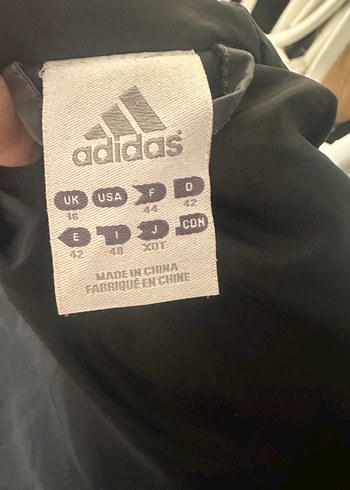 adidas
UK USA F D
16 44 42
E I J CDN
42 48 XOT
MADE IN CHINA
FABRIQUÉ EN CHINE